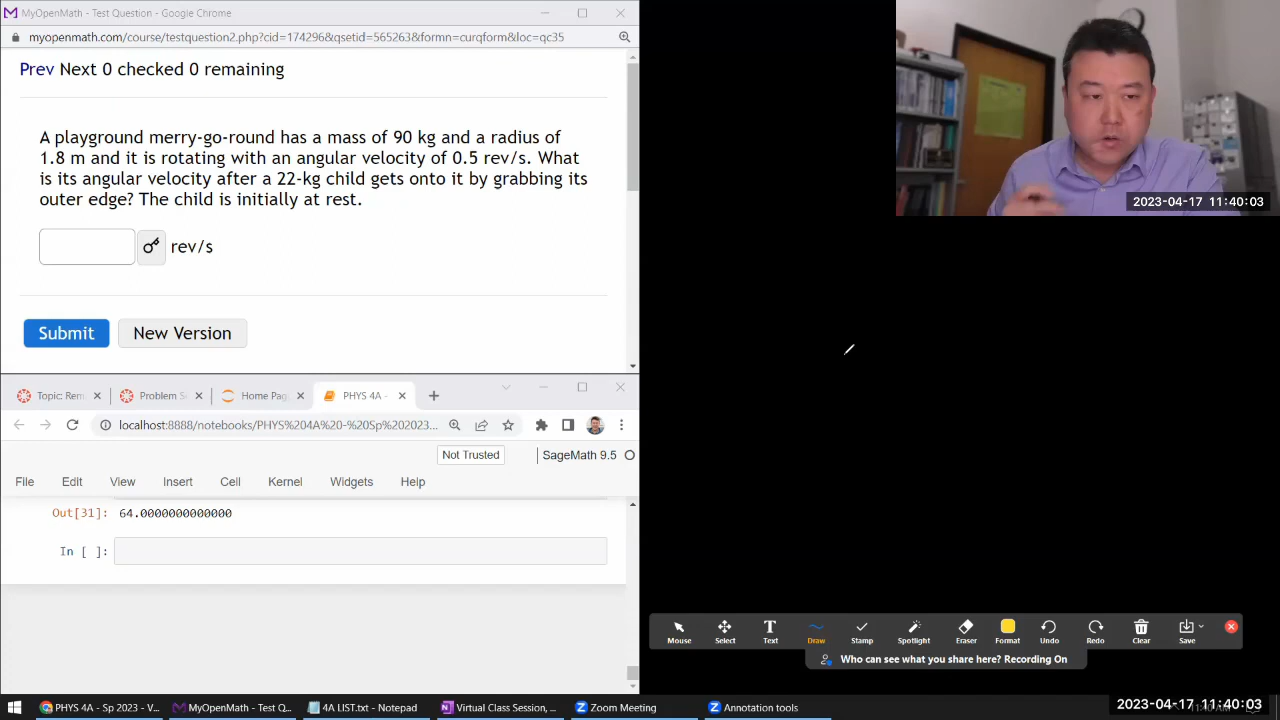 MyOpenMath - Test Question - Google Chrome
myopenmath.com/course/testquestion2.php?cid=174296&qsetid=565263&formn=curqform&loc=qc35
Prev Next 0 checked 0 remaining
A playground merry-go-round has a mass of 90 kg and a radius of
1.8 m and it is rotating with an angular velocity of 0.5 rev/s. What
is its angular velocity after a 22-kg child gets onto it by grabbing its
outer edge? The child is initially at rest.
rev/s
Submit New Version
Topic: Rem Problem S Home Pag PHYS 4A -
localhost:8888/notebooks/PHYS%204A%20-%20Sp%202023...
Not Trusted SageMath 9.5
File Edit View Insert Cell Kernel Widgets Help
Out[31]: 64.0000000000000
In [ ]:
2023-04-17 11:40:03
Mouse Select Text Draw Stamp Spotlight Eraser Format Undo Redo Clear Save
Who can see what you share here? Recording On
PHYS 4A - Sp 2023 - V... MyOpenMath - Test Q... 4A LIST.txt - Notepad Virtual Class Session, ... Zoom Meeting Annotation tools
2023-04-17 11:40:03